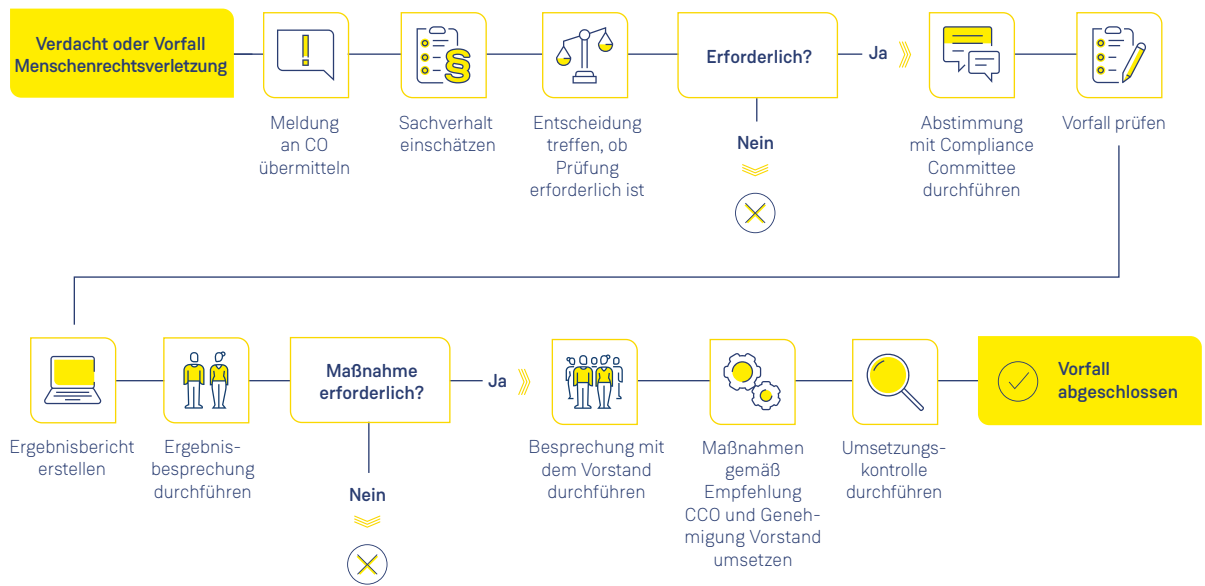 Verdacht oder Vorfall
Menschenrechtsverletzung
Meldung
an CO
übermitteln
§
Sachverhalt
einschätzen
Entscheidung
treffen, ob
Prüfung
erforderlich ist
Erforderlich?
Ja
Nein
Abstimmung
mit Compliance
Committee
durchführen
Vorfall prüfen
Ergebnisbericht
erstellen
Ergebnis-
besprechung
durchführen
Maßnahme
erforderlich?
Ja
Nein
Besprechung mit
dem Vorstand
durchführen
Maßnahmen
gemäß
Empfehlung
CCO und Geneh-
migung Vorstand
umsetzen
Umsetzungs-
kontrolle
durchführen
Vorfall
abgeschlossen